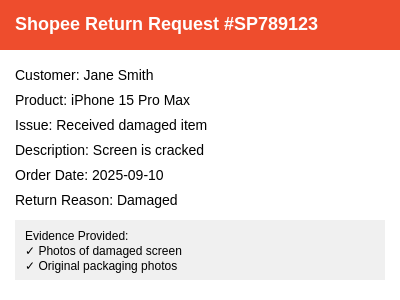 Shopee Return Request #SP789123
Customer: Jane Smith
Product: iPhone 15 Pro Max
Issue: Received damaged item
Description: Screen is cracked
Order Date: 2025-09-10
Return Reason: Damaged
Evidence Provided:
✓ Photos of damaged screen
✓ Original packaging photos